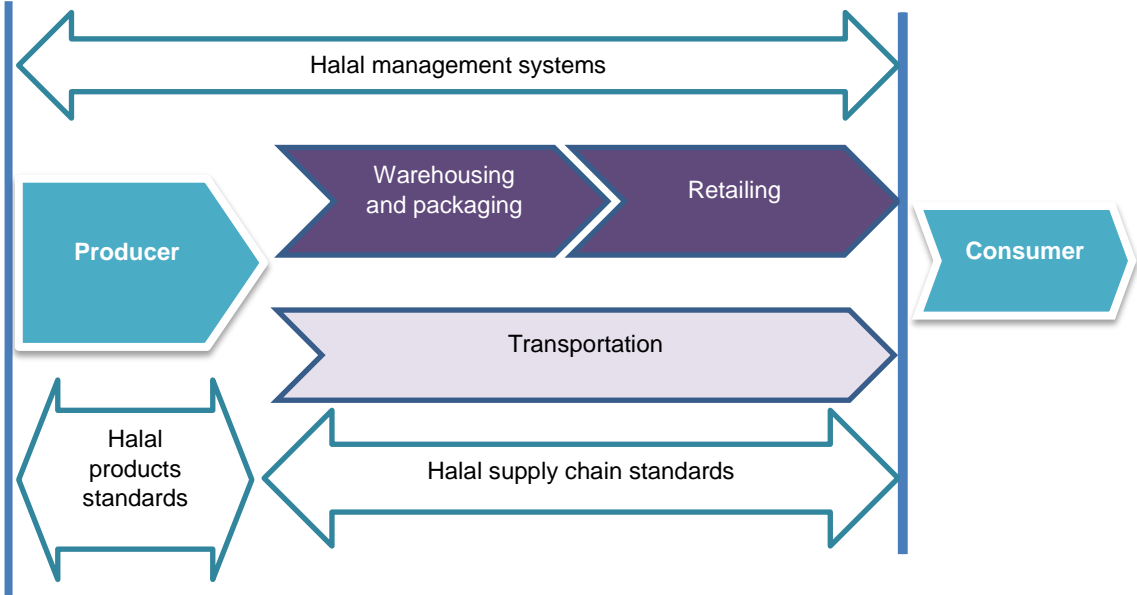 Halal management systems
Warehousing
and packaging
Retailing
Producer
Consumer
Transportation
Halal
products
standards
Halal supply chain standards